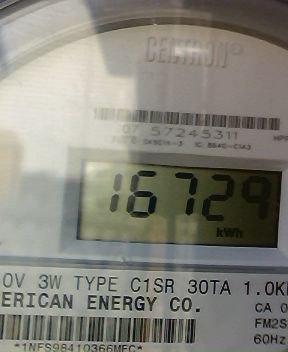 CENTRON®
07 57245311
16729
kWh
0V 3W TYPE C1SR 30TA 1.0K
ERICAN ENERGY CO.
CA 0
FM2S
60Hz
*1NFS98410366MEC*